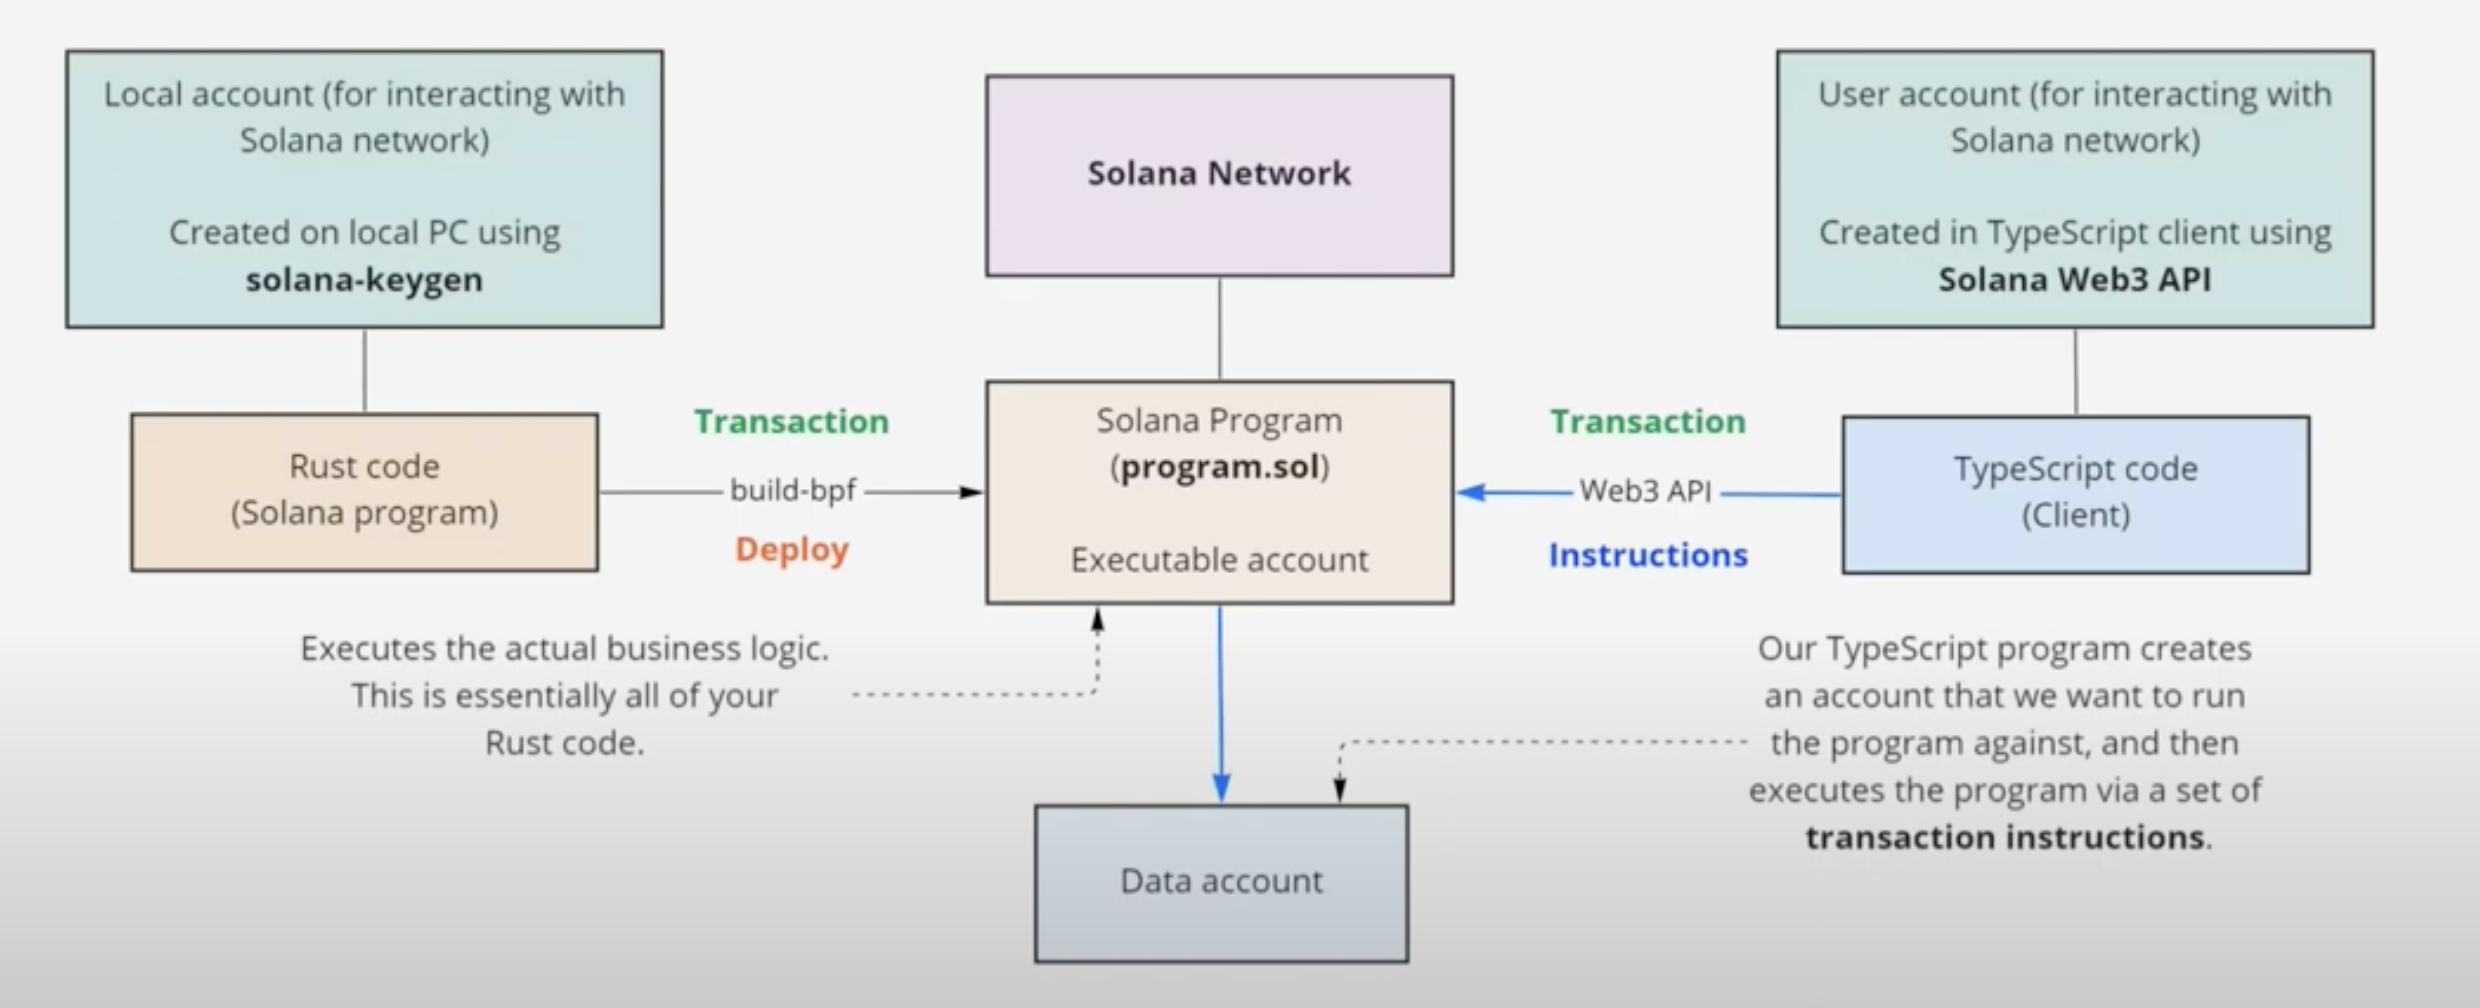 Local account (for interacting with
Solana network)
Created on local PC using
solana-keygen
Solana Network
User account (for interacting with
Solana network)
Created in TypeScript client using
Solana Web3 API
Rust code
(Solana program)
Transaction
build-bpf
Deploy
Solana Program
(program.sol)
Executable account
Transaction
Web3 API
Instructions
TypeScript code
(Client)
Executes the actual business logic.
This is essentially all of your
Rust code.
Our TypeScript program creates
an account that we want to run
the program against, and then
executes the program via a set of
transaction instructions.
Data account